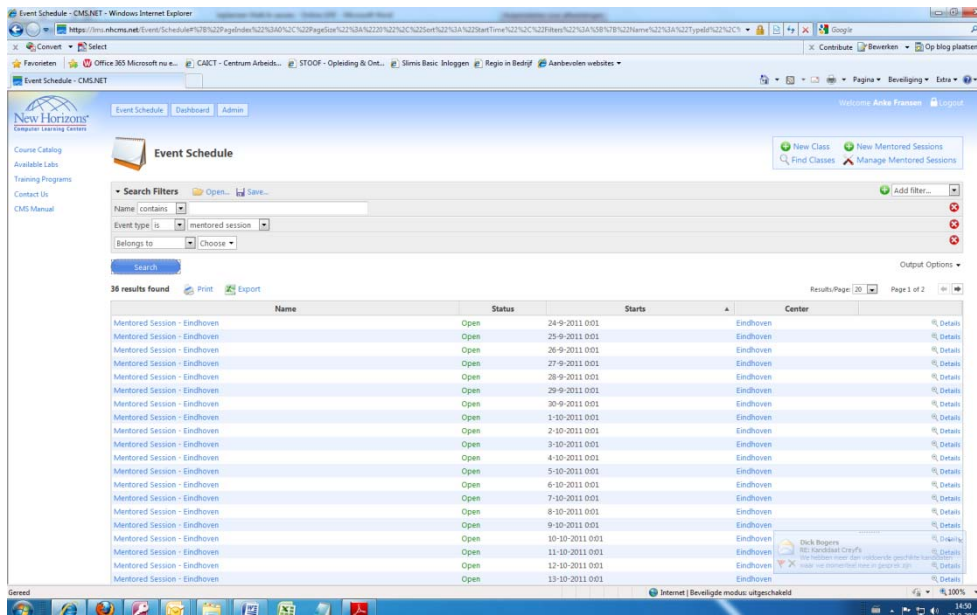 Event Schedule - CMS.NET - Windows Internet Explorer
Google
x Convert Select
x Contribute Bewerken Op blog plaatsen
Favorieten Office 365 Microsoft nu e... CAICT - Centrum Arbeids... STOOF - Opleiding & Ont... Slimis Basic Inloggen Regio in Bedrijf Aanbevolen websites
Event Schedule - CMS.NET
Pagina Beveiliging Extra
New Horizons
Computer Learning Centers
Event Schedule Dashboard Admin
Welcome Anke Fransen Logout
Course Catalog
Available Labs
Training Programs
Contact Us
CMS Manual
Event Schedule
New Class New Mentored Sessions
Find Classes Manage Mentored Sessions
Search Filters Open... Save...
Add filter...
Name contains
Event type is mentored session
Belongs to Choose
Search
Output Options
36 results found Print Export
Results/Page: 20 Page 1 of 2
Name Status Starts Center
Mentored Session - Eindhoven Open 24-9-2011 0:01 Eindhoven Details
Mentored Session - Eindhoven Open 25-9-2011 0:01 Eindhoven Details
Mentored Session - Eindhoven Open 26-9-2011 0:01 Eindhoven Details
Mentored Session - Eindhoven Open 27-9-2011 0:01 Eindhoven Details
Mentored Session - Eindhoven Open 28-9-2011 0:01 Eindhoven Details
Mentored Session - Eindhoven Open 29-9-2011 0:01 Eindhoven Details
Mentored Session - Eindhoven Open 30-9-2011 0:01 Eindhoven Details
Mentored Session - Eindhoven Open 1-10-2011 0:01 Eindhoven Details
Mentored Session - Eindhoven Open 2-10-2011 0:01 Eindhoven Details
Mentored Session - Eindhoven Open 3-10-2011 0:01 Eindhoven Details
Mentored Session - Eindhoven Open 4-10-2011 0:01 Eindhoven Details
Mentored Session - Eindhoven Open 5-10-2011 0:01 Eindhoven Details
Mentored Session - Eindhoven Open 6-10-2011 0:01 Eindhoven Details
Mentored Session - Eindhoven Open 7-10-2011 0:01 Eindhoven Details
Mentored Session - Eindhoven Open 8-10-2011 0:01 Eindhoven Details
Mentored Session - Eindhoven Open 9-10-2011 0:01 Eindhoven Details
Mentored Session - Eindhoven Open 10-10-2011 0:01 Eindhoven Details
Mentored Session - Eindhoven Open 11-10-2011 0:01 Eindhoven Details
Mentored Session - Eindhoven Open 12-10-2011 0:01 Eindhoven Details
Mentored Session - Eindhoven Open 13-10-2011 0:01 Eindhoven Details
Dick Bogers
RE: Kandidaat Creyf's
We hebben meer dan voldoende geschikte kandidaten
waar we momenteel mee in gesprek zijn
Gereed
Internet | Beveiligde modus: uitgeschakeld
100%
14:50